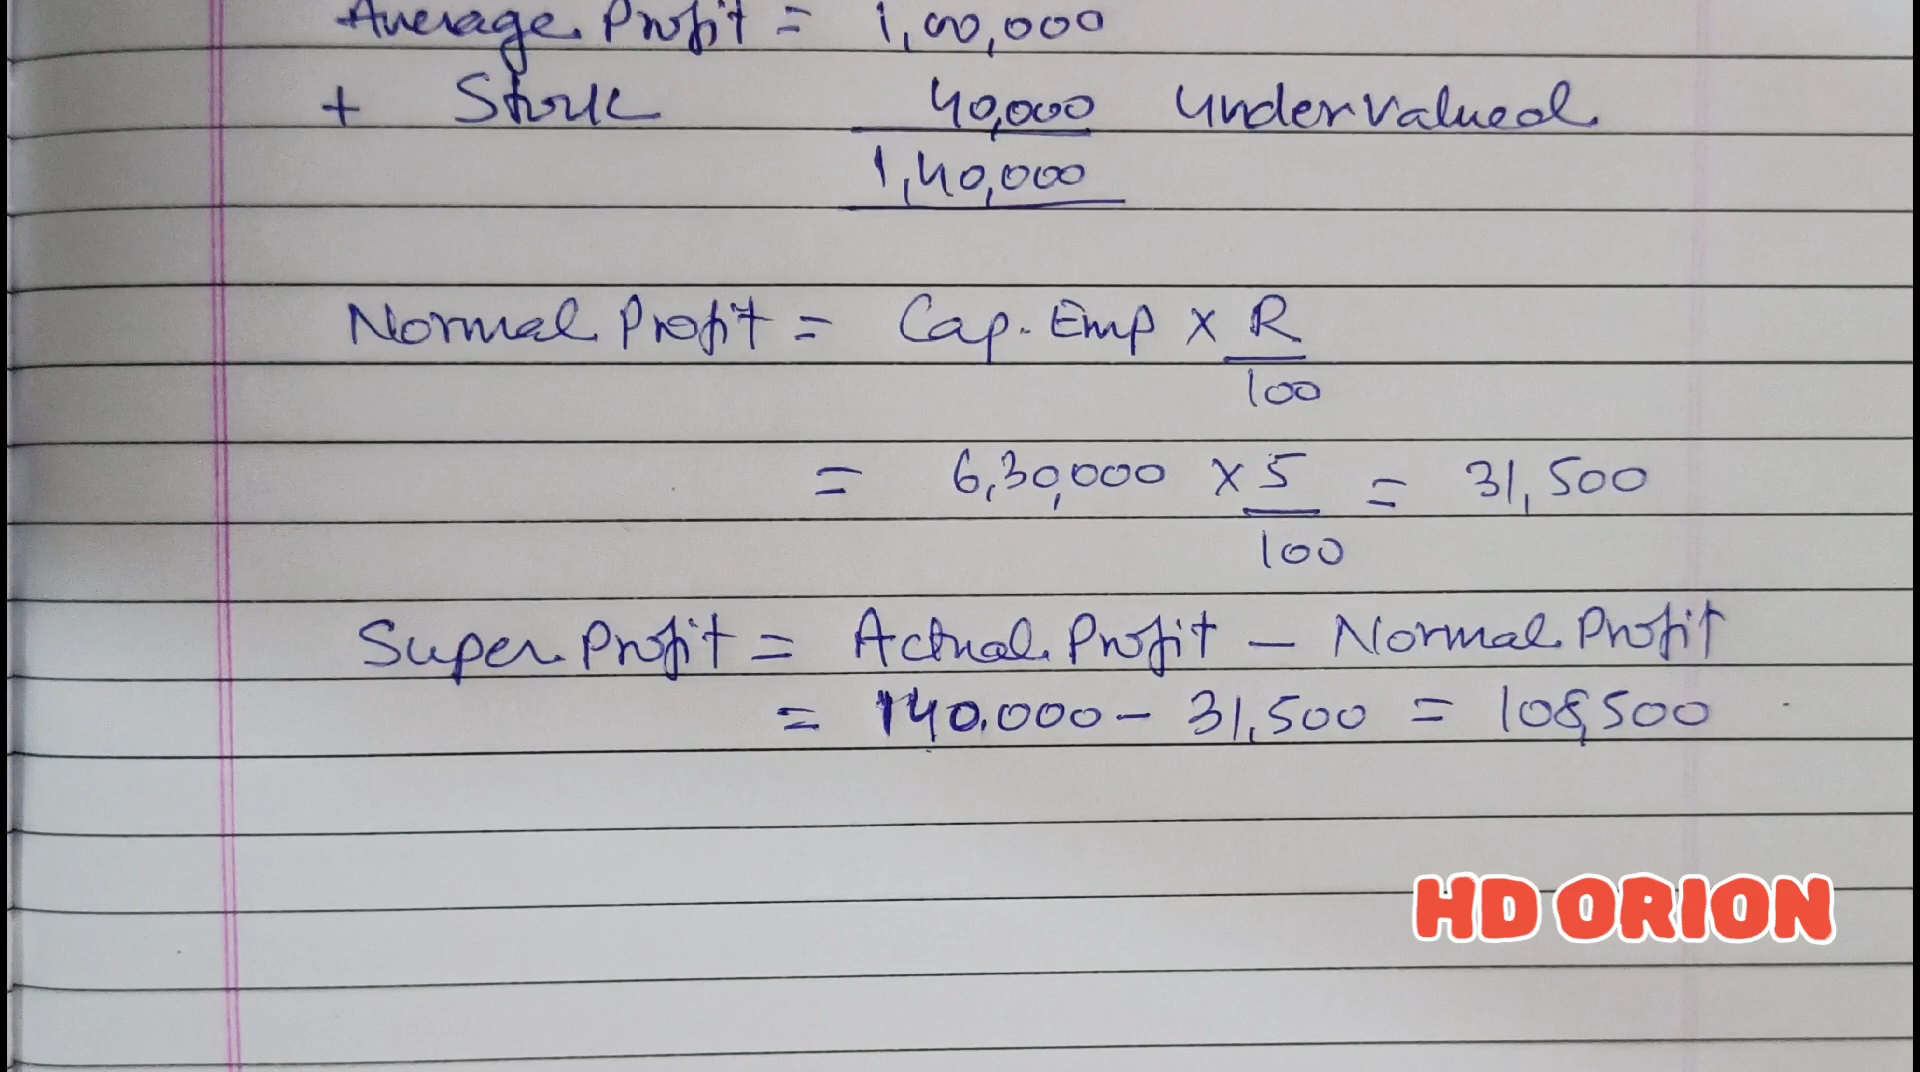 Average Profit = 1,00,000
+ Stock 40,000 undervalued
1,40,000
Normal Profit = Cap. Emp × R
100
= 6,30,000 × 5 = 31,500
100
Super Profit = Actual Profit – Normal Profit
= 140.000 – 31,500 = 108,500
HD ORION